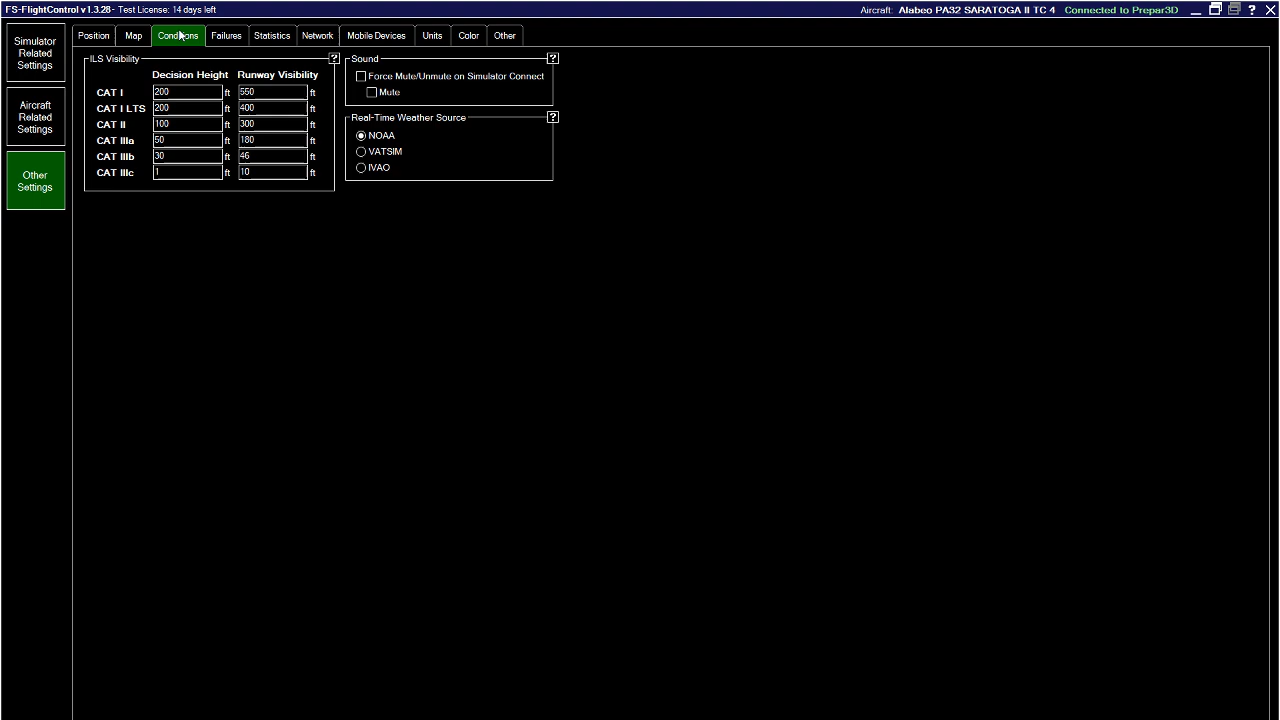 FS-FlightControl v1.3.28 - Test License: 14 days left
Aircraft: Alabeo PA32 SARATOGA II TC 4 Connected to Prepar3D ?
Simulator
Related
Settings
Aircraft
Related
Settings
Other
Settings
Position Map Conditions Failures Statistics Network Mobile Devices Units Color Other
ILS Visibility ?
Decision Height Runway Visibility
CAT I 200 ft 550 ft
CAT I LTS 200 ft 400 ft
CAT II 100 ft 300 ft
CAT IIIa 50 ft 180 ft
CAT IIIb 30 ft 46 ft
CAT IIIc 1 ft 10 ft
Sound ?
Force Mute/Unmute on Simulator Connect
Mute
Real-Time Weather Source ?
NOAA
VATSIM
IVAO